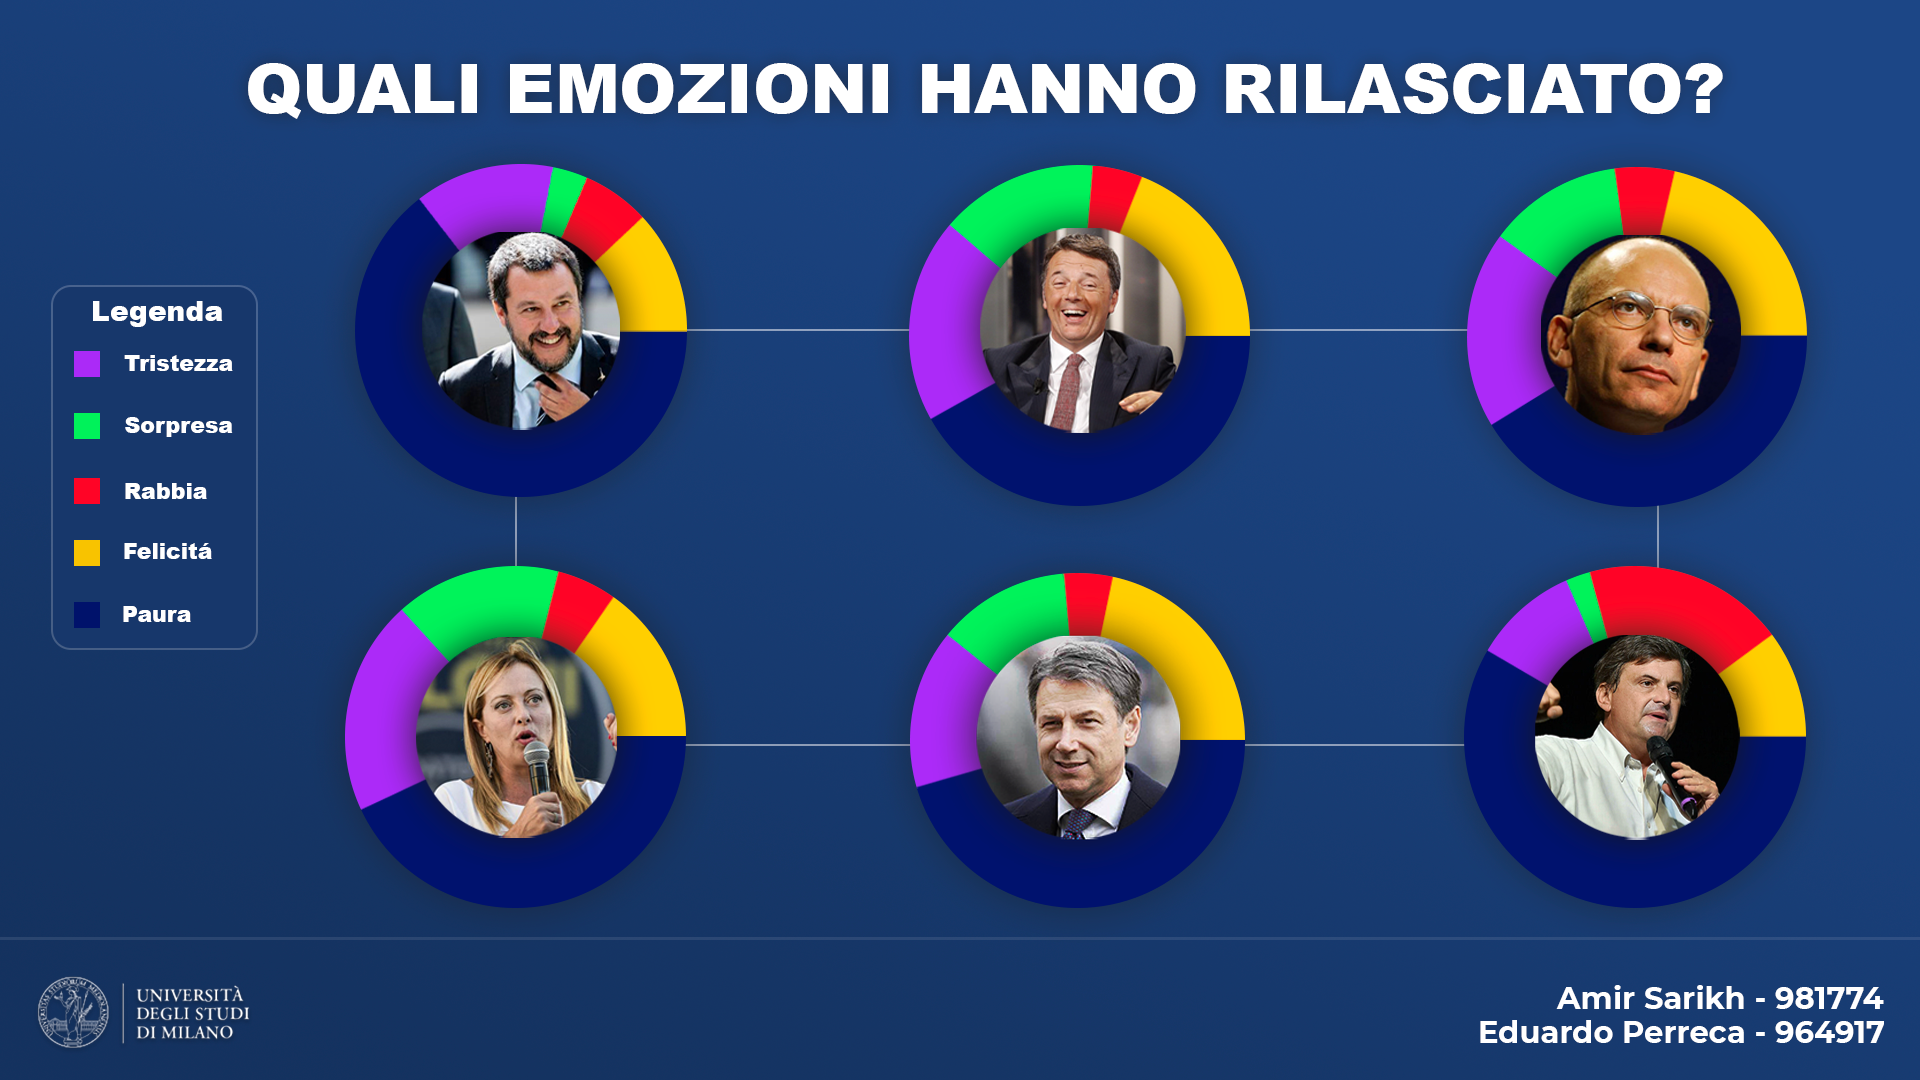 QUALI EMOZIONI HANNO RILASCIATO?
Legenda
Tristezza
Sorpresa
Rabbia
Felicitá
Paura
UNIVERSITÀ
DEGLI STUDI
DI MILANO
Amir Sarikh - 981774
Eduardo Perreca - 964917